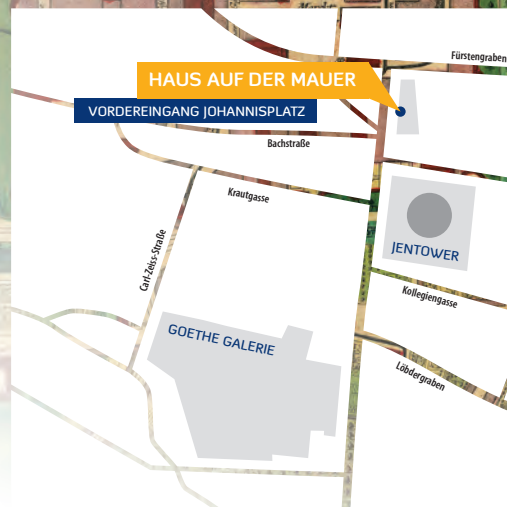 Fürstengraben
HAUS AUF DER MAUER
VORDEREINGANG JOHANNISPLATZ
Bachstraße
Krautgasse
JENTOWER
Carl-Zeiss-Straße
Kollegiengasse
GOETHE GALERIE
Löbdergraben